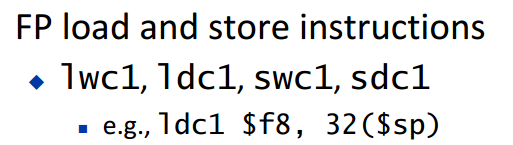 FP load and store instructions
lwc1, ldc1, swc1, sdc1
e.g., ldc1 $f8, 32($sp)